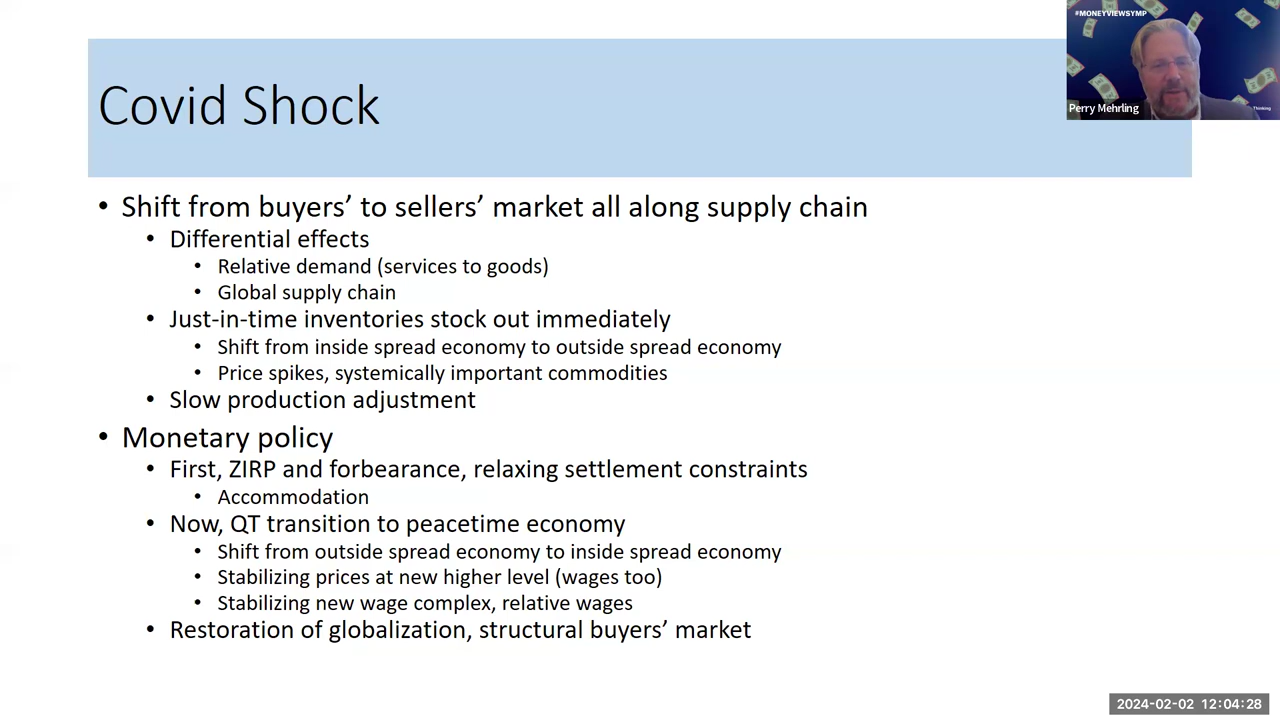 #MONEYVIEWSYMP
Perry Mehrling
Thinking
Covid Shock
• Shift from buyers’ to sellers’ market all along supply chain
• Differential effects
• Relative demand (services to goods)
• Global supply chain
• Just-in-time inventories stock out immediately
• Shift from inside spread economy to outside spread economy
• Price spikes, systemically important commodities
• Slow production adjustment
• Monetary policy
• First, ZIRP and forbearance, relaxing settlement constraints
• Accommodation
• Now, QT transition to peacetime economy
• Shift from outside spread economy to inside spread economy
• Stabilizing prices at new higher level (wages too)
• Stabilizing new wage complex, relative wages
• Restoration of globalization, structural buyers’ market
2024-02-02 12:04:28